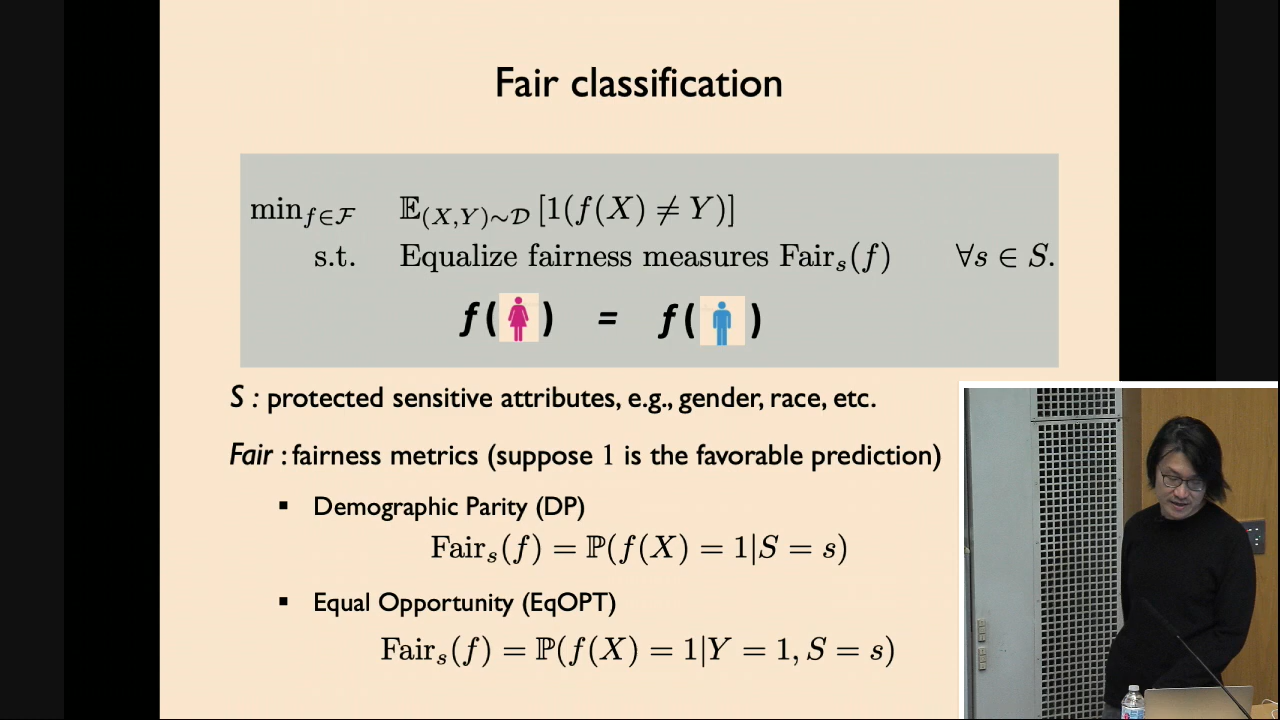 Fair classification
min_{f∈ℱ} 𝔼_{(X,Y)∼𝒟} [1(f(X) ≠ Y)]
s.t. Equalize fairness measures Fair_s(f) ∀s ∈ S.
f( ) = f( )
S : protected sensitive attributes, e.g., gender, race, etc.
Fair : fairness metrics (suppose 1 is the favorable prediction)
▪ Demographic Parity (DP)
Fair_s(f) = ℙ(f(X) = 1|S = s)
▪ Equal Opportunity (EqOPT)
Fair_s(f) = ℙ(f(X) = 1|Y = 1, S = s)